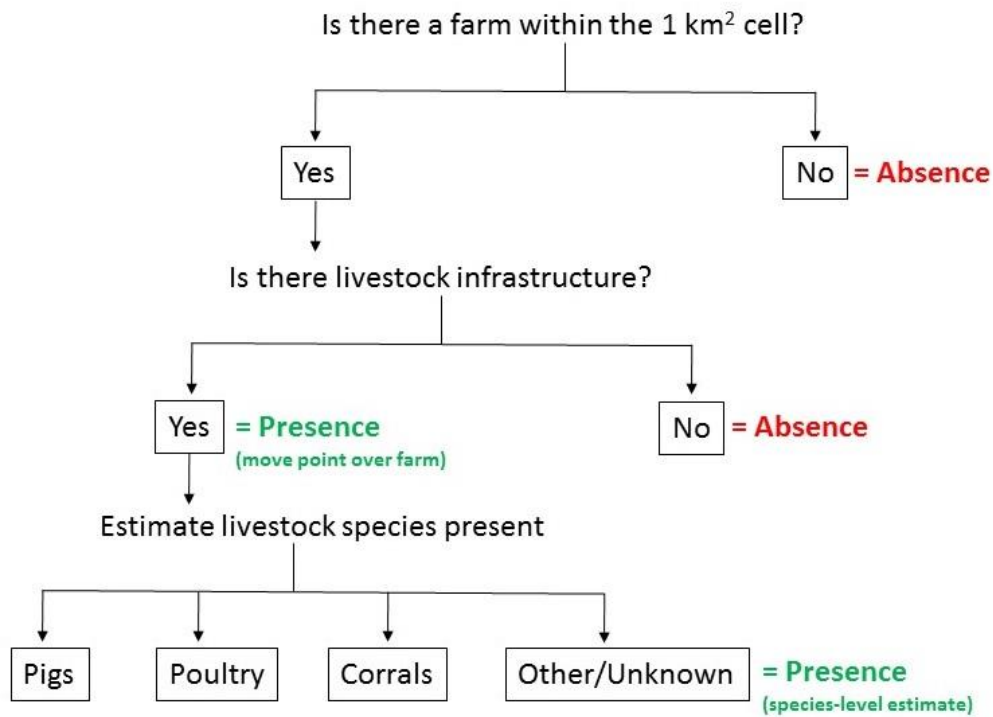 Is there a farm within the 1 km² cell?
Yes
No = Absence
Is there livestock infrastructure?
Yes = Presence
(move point over farm)
No = Absence
Estimate livestock species present
Pigs
Poultry
Corrals
Other/Unknown = Presence
(species-level estimate)